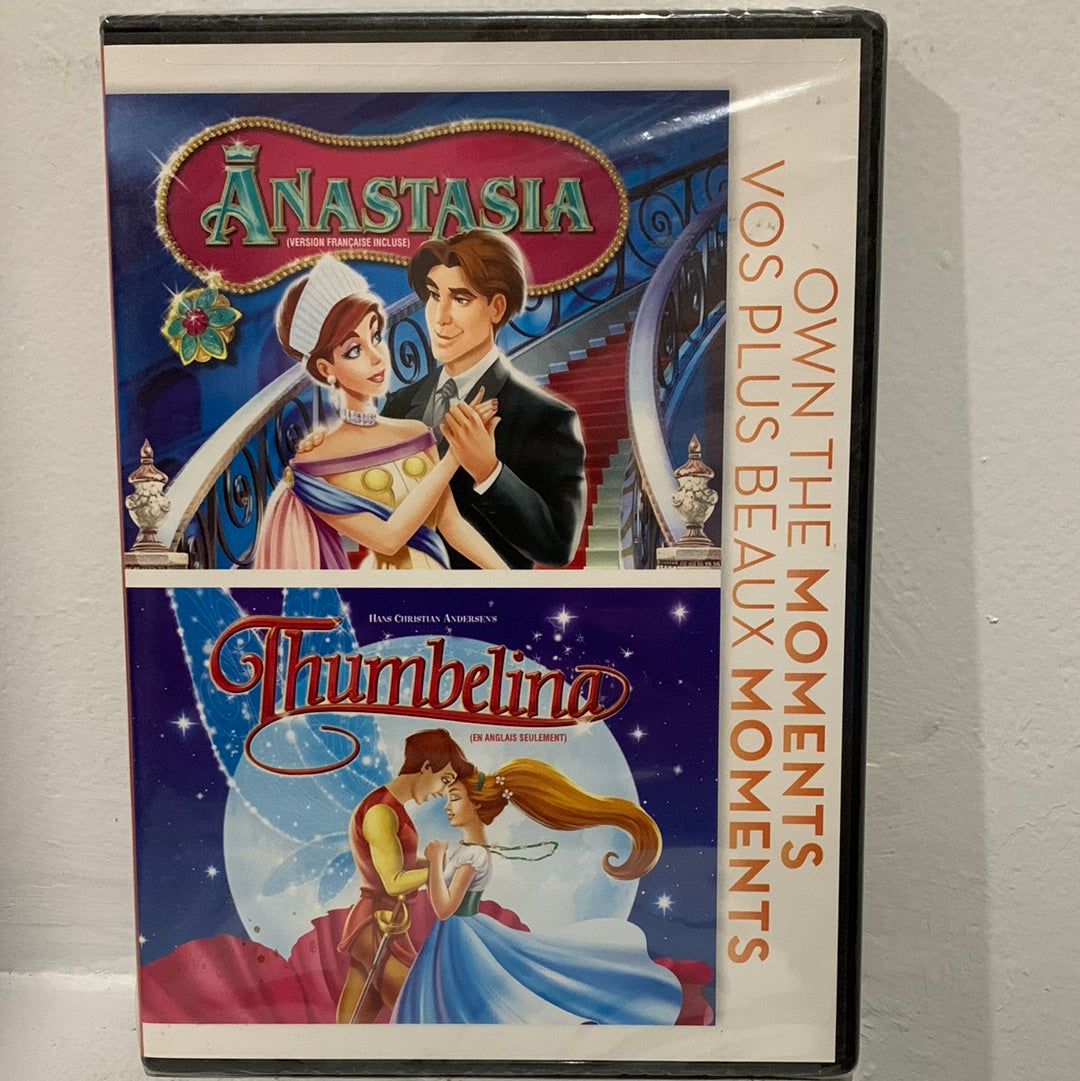 ANASTASIA
(VERSION FRANÇAISE INCLUSE)
HANS CHRISTIAN ANDERSEN'S
Thumbelina
(EN ANGLAIS SEULEMENT)
OWN THE MOMENTS
VOS PLUS BEAUX MOMENTS